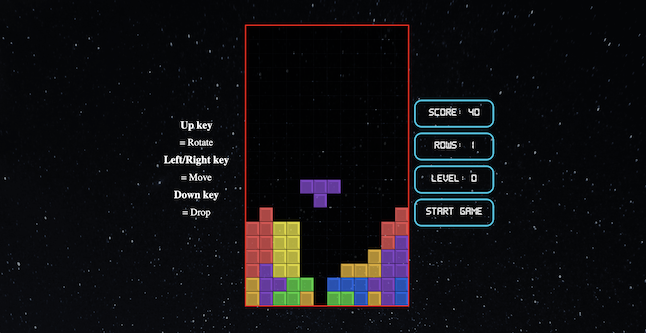 Up key
= Rotate
Left/Right key
= Move
Down key
= Drop
SCORE: 40
ROWS: 1
LEVEL: 0
START GAME